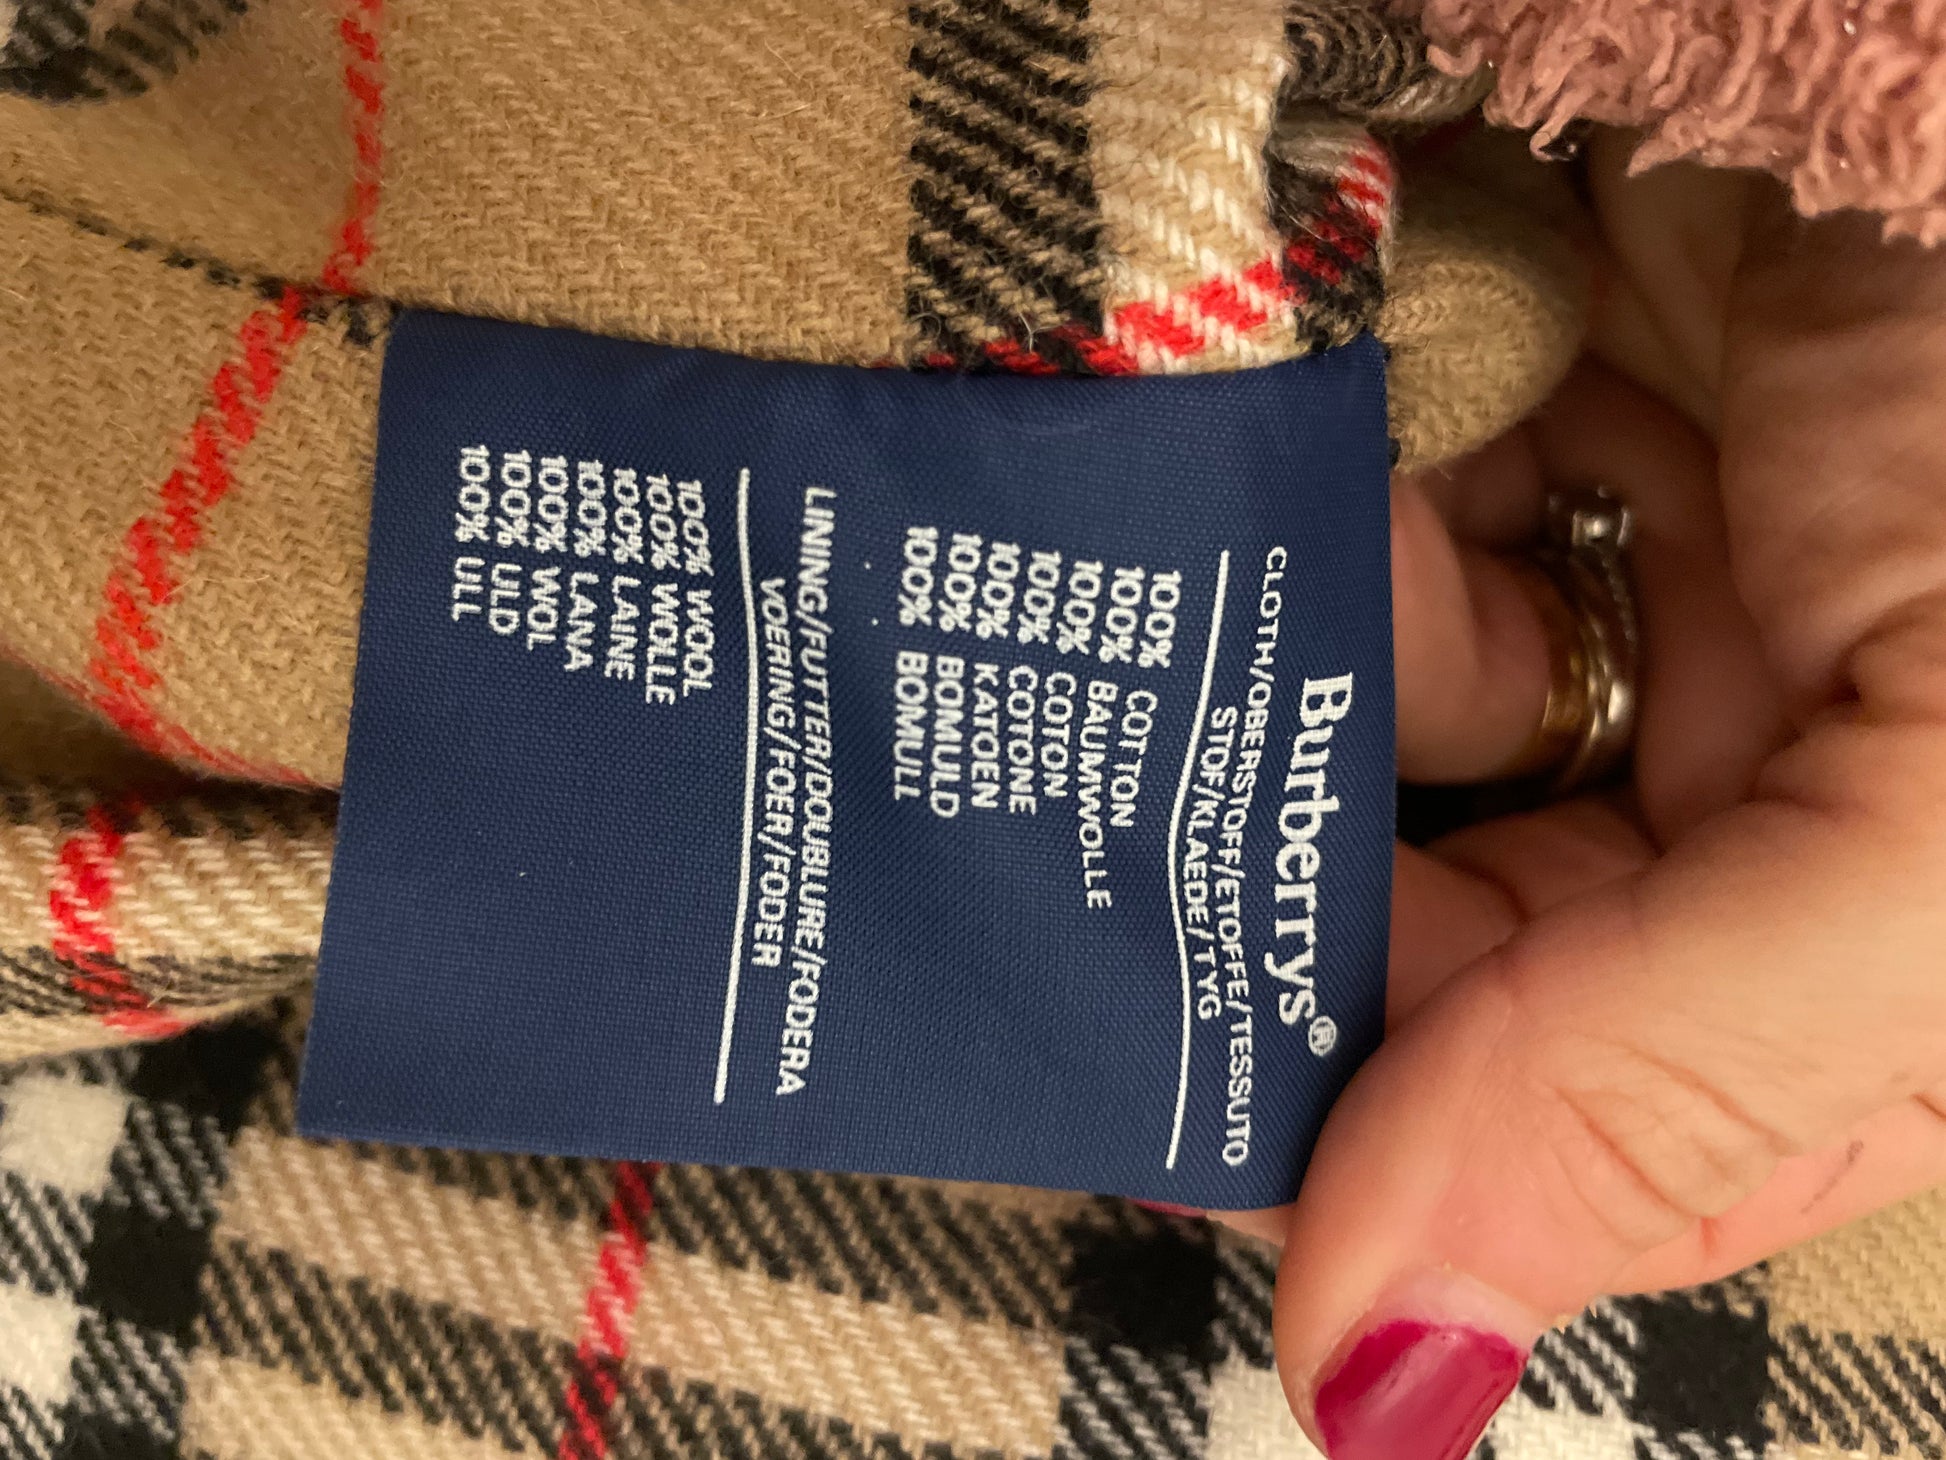 Burberrys®
CLOTH/OBERSTOFF/ETOFFE/TESSUTO
STOF/KLAEDE/TYG
100% COTTON
100% BAUMWOLLE
100% COTON
100% COTONE
100% KATOEN
100% BOMULD
100% BOMULL
LINING/FUTTER/DOUBLURE/FODERA
VOERING/FOER/FODER
100% WOOL
100% WOLLE
100% LAINE
100% LANA
100% WOL
100% ULD
100% ULL